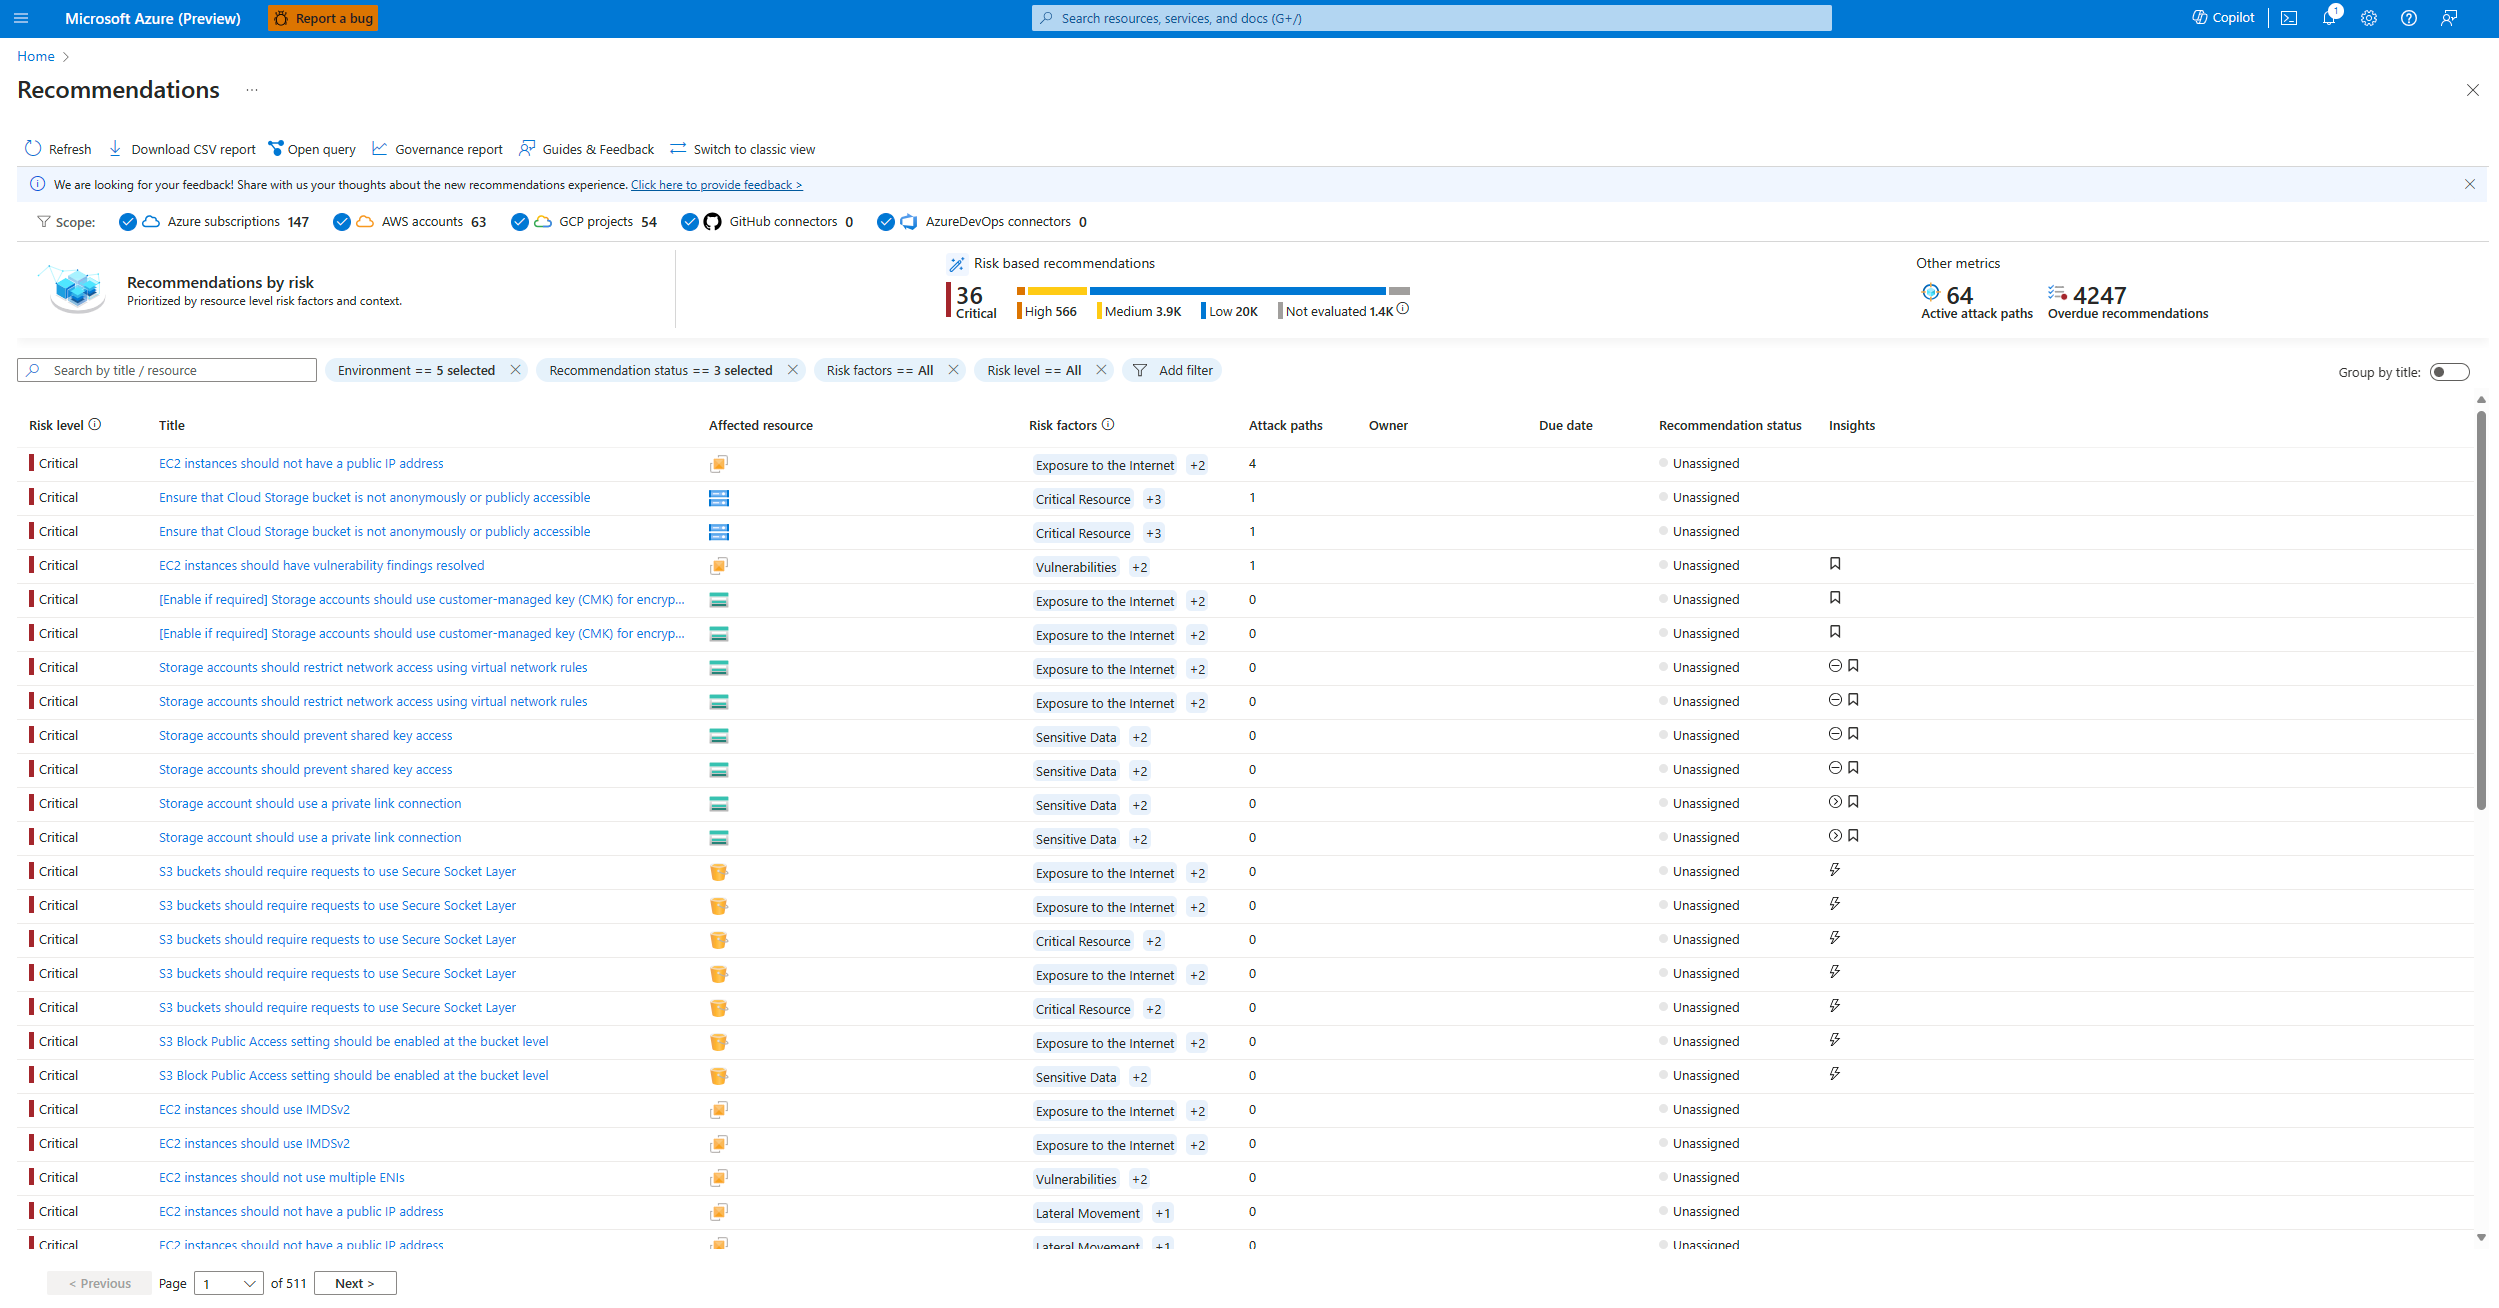 Microsoft Azure (Preview) Report a bug Search resources, services, and docs (G+/) Copilot 1
Home >
Recommendations ...
Refresh Download CSV report Open query Governance report Guides & Feedback Switch to classic view
We are looking for your feedback! Share with us your thoughts about the new recommendations experience. Click here to provide feedback >
Scope: Azure subscriptions 147 AWS accounts 63 GCP projects 54 GitHub connectors 0 AzureDevOps connectors 0
Recommendations by risk
Prioritized by resource level risk factors and context.
Risk based recommendations
36 Critical High 566 Medium 3.9K Low 20K Not evaluated 1.4K
Other metrics
64 Active attack paths 4247 Overdue recommendations
Search by title / resource Environment == 5 selected Recommendation status == 3 selected Risk factors == All Risk level == All Add filter Group by title:
Risk level Title Affected resource Risk factors Attack paths Owner Due date Recommendation status Insights
Critical EC2 instances should not have a public IP address Exposure to the Internet +2 4 Unassigned
Critical Ensure that Cloud Storage bucket is not anonymously or publicly accessible Critical Resource +3 1 Unassigned
Critical Ensure that Cloud Storage bucket is not anonymously or publicly accessible Critical Resource +3 1 Unassigned
Critical EC2 instances should have vulnerability findings resolved Vulnerabilities +2 1 Unassigned
Critical [Enable if required] Storage accounts should use customer-managed key (CMK) for encryp... Exposure to the Internet +2 0 Unassigned
Critical [Enable if required] Storage accounts should use customer-managed key (CMK) for encryp... Exposure to the Internet +2 0 Unassigned
Critical Storage accounts should restrict network access using virtual network rules Exposure to the Internet +2 0 Unassigned
Critical Storage accounts should restrict network access using virtual network rules Exposure to the Internet +2 0 Unassigned
Critical Storage accounts should prevent shared key access Sensitive Data +2 0 Unassigned
Critical Storage accounts should prevent shared key access Sensitive Data +2 0 Unassigned
Critical Storage account should use a private link connection Sensitive Data +2 0 Unassigned
Critical Storage account should use a private link connection Sensitive Data +2 0 Unassigned
Critical S3 buckets should require requests to use Secure Socket Layer Exposure to the Internet +2 0 Unassigned
Critical S3 buckets should require requests to use Secure Socket Layer Exposure to the Internet +2 0 Unassigned
Critical S3 buckets should require requests to use Secure Socket Layer Critical Resource +2 0 Unassigned
Critical S3 buckets should require requests to use Secure Socket Layer Exposure to the Internet +2 0 Unassigned
Critical S3 buckets should require requests to use Secure Socket Layer Critical Resource +2 0 Unassigned
Critical S3 Block Public Access setting should be enabled at the bucket level Exposure to the Internet +2 0 Unassigned
Critical S3 Block Public Access setting should be enabled at the bucket level Sensitive Data +2 0 Unassigned
Critical EC2 instances should use IMDSv2 Exposure to the Internet +2 0 Unassigned
Critical EC2 instances should use IMDSv2 Exposure to the Internet +2 0 Unassigned
Critical EC2 instances should not use multiple ENIs Vulnerabilities +2 0 Unassigned
Critical EC2 instances should not have a public IP address Lateral Movement +1 0 Unassigned
Critical EC2 instances should not have a public IP address Lateral Movement +1 0 Unassigned
< Previous Page 1 of 511 Next >